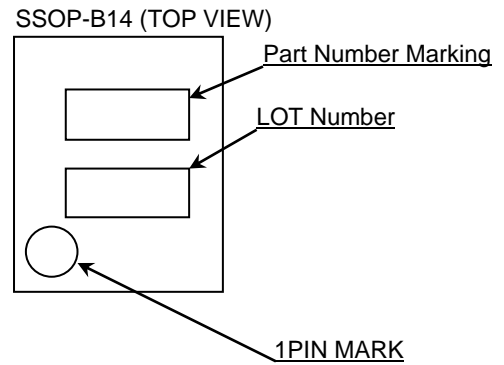 SSOP-B14 (TOP VIEW)
Part Number Marking
LOT Number
1PIN MARK